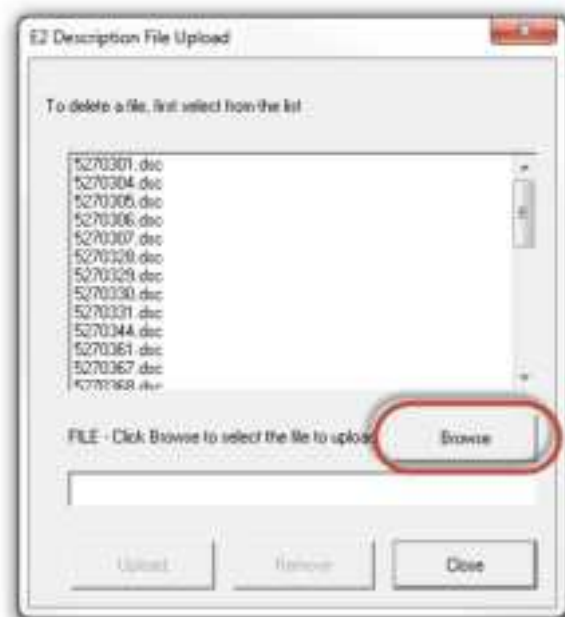 E2 Description File Upload
To delete a file, first select from the list
5270301.dsc
5270304.dsc
5270305.dsc
5270306.dsc
5270307.dsc
5270328.dsc
5270329.dsc
5270330.dsc
5270331.dsc
5270344.dsc
5270361.dsc
5270367.dsc
5270368.dsc
FILE - Click Browse to select the file to upload
Browse
Upload
Remove
Close